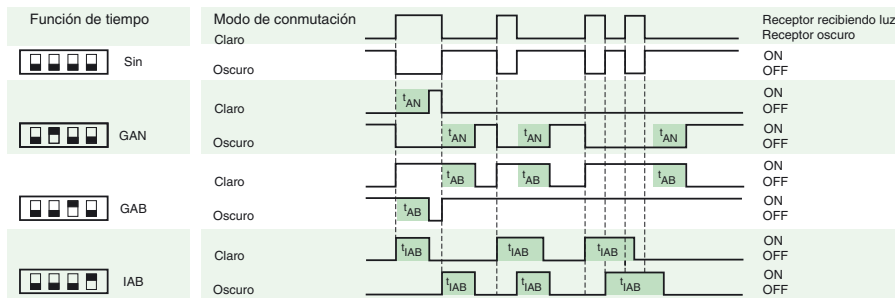 Función de tiempo
Modo de conmutación
Claro
Receptor recibiendo luz
Receptor oscuro
Sin
Oscuro
ON
OFF
Claro
tAN
ON
OFF
GAN
Oscuro
tAN
tAN
tAN
ON
OFF
Claro
tAB
tAB
tAB
ON
OFF
GAB
Oscuro
tAB
ON
OFF
Claro
tIAB
tIAB
tIAB
ON
OFF
IAB
Oscuro
tIAB
tIAB
tIAB
ON
OFF